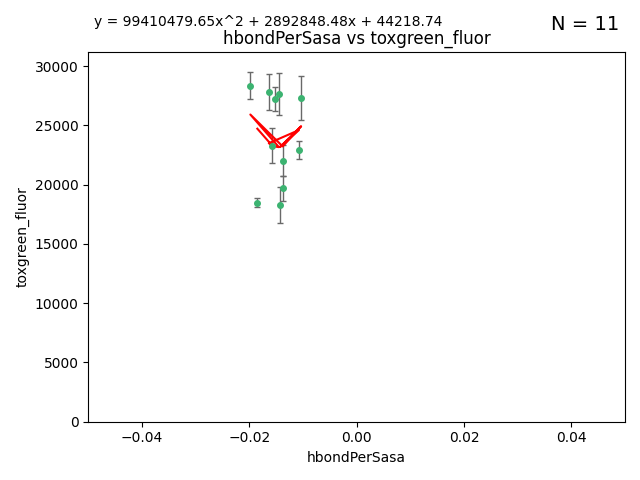 y = 99410479.65x^2 + 2892848.48x + 44218.74
N = 11
hbondPerSasa vs toxgreen_fluor
30000
25000
20000
15000
10000
5000
0
toxgreen_fluor
−0.04
−0.02
0.00
0.02
0.04
hbondPerSasa